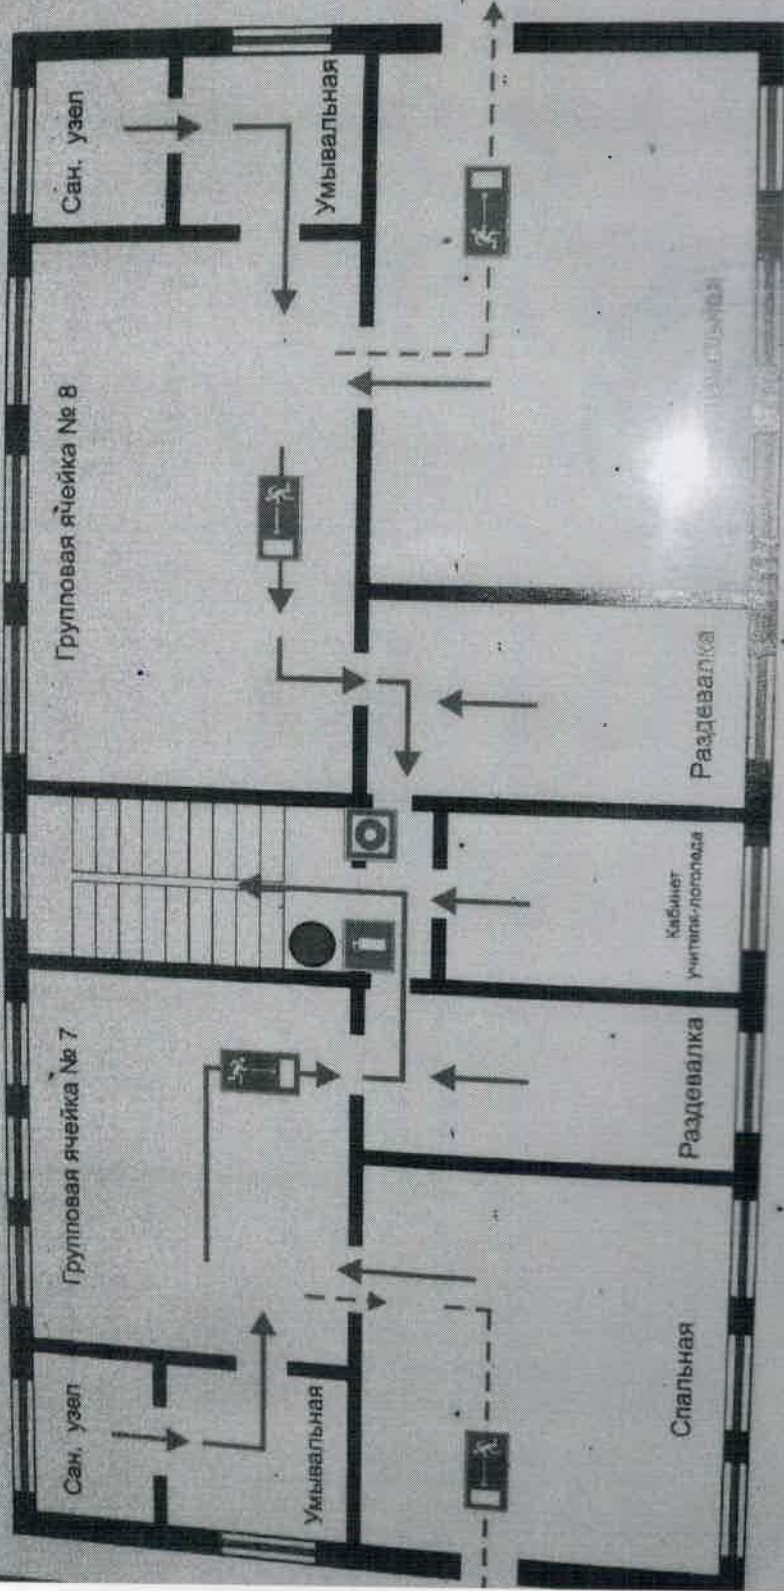 Сан. узел
Групповая ячейка № 7
Групповая ячейка № 8
Сан. узел
Умывальная
Умывальная
Спальная
Раздевалка
Кабинет
учителя-логопеда
Раздевалка